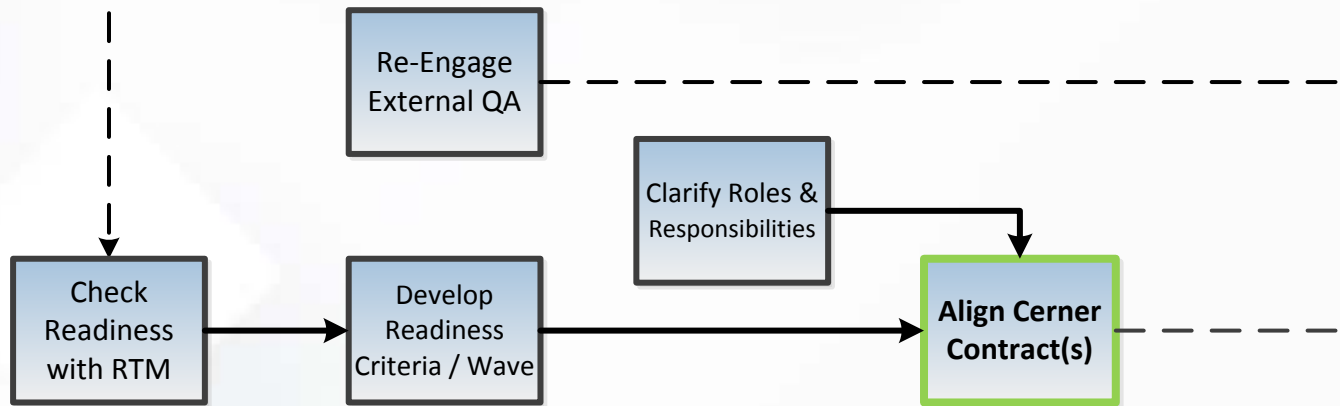 Re-Engage
External QA
Clarify Roles &
Responsibilities
Check
Readiness
with RTM
Develop
Readiness
Criteria / Wave
Align Cerner
Contract(s)